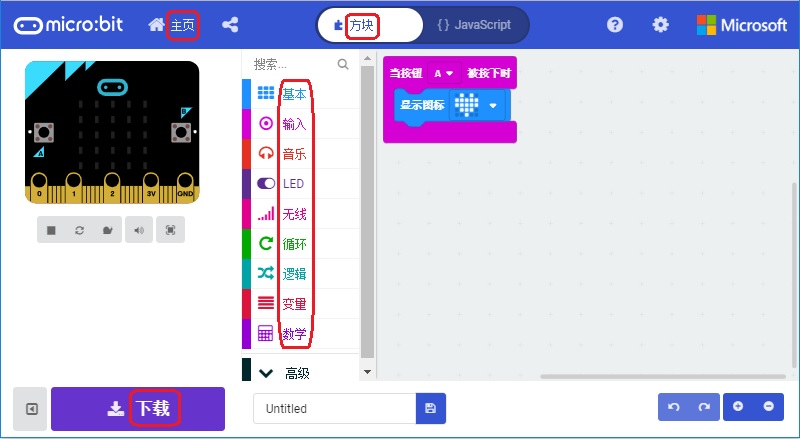 micro:bit 主页 方块 {} JavaScript ? Microsoft
搜索...
基本
输入
音乐
LED
无线
循环
逻辑
变量
数学
高级
当按钮 A 被按下时
显示图标
A
B
0 1 2 3V GND
下载
Untitled